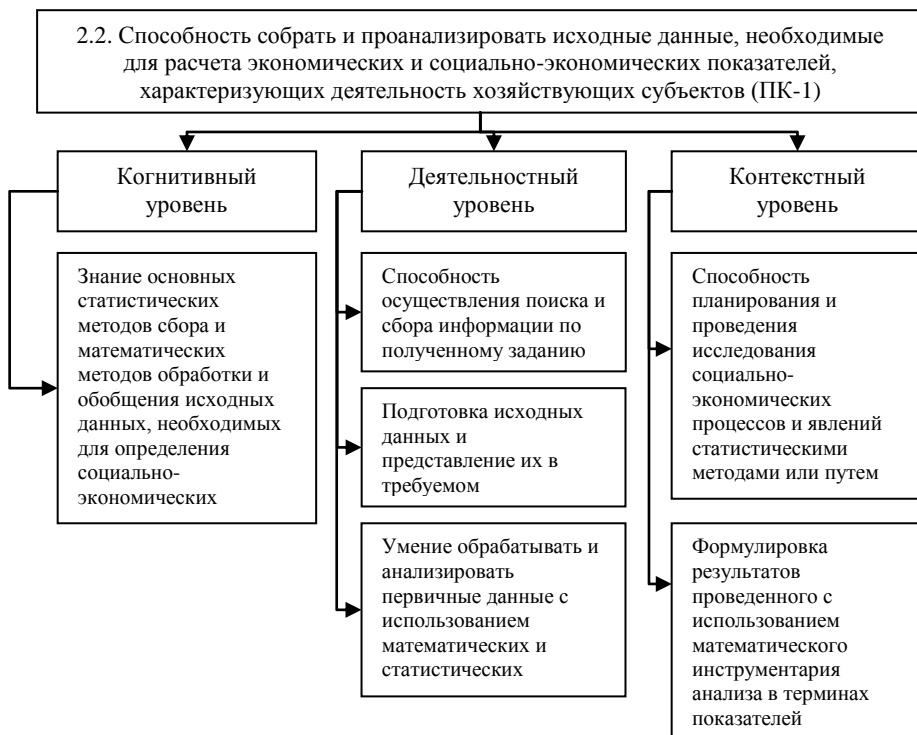 2.2. Способность собрать и проанализировать исходные данные, необходимые
для расчета экономических и социально-экономических показателей,
характеризующих деятельность хозяйствующих субъектов (ПК-1)
Когнитивный
уровень
Знание основных
статистических
методов сбора и
математических
методов обработки и
обобщения исходных
данных, необходимых
для определения
социально-
экономических
Деятельностный
уровень
Способность
осуществления поиска и
сбора информации по
полученному заданию
Подготовка исходных
данных и
представление их в
требуемом
Умение обрабатывать и
анализировать
первичные данные с
использованием
математических и
статистических
Контекстный
уровень
Способность
планирования и
проведения
исследования
социально-
экономических
процессов и явлений
статистическими
методами или путем
Формулировка
результатов
проведенного с
использованием
математического
инструментария
анализа в терминах
показателей